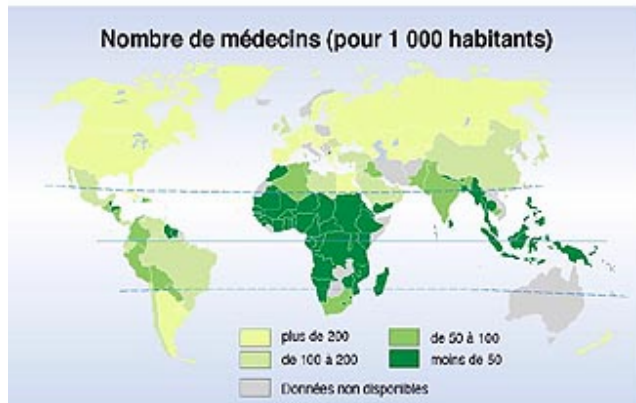 Nombre de médecins (pour 1 000 habitants)
plus de 200
de 50 à 100
de 100 à 200
moins de 50
Données non disponibles